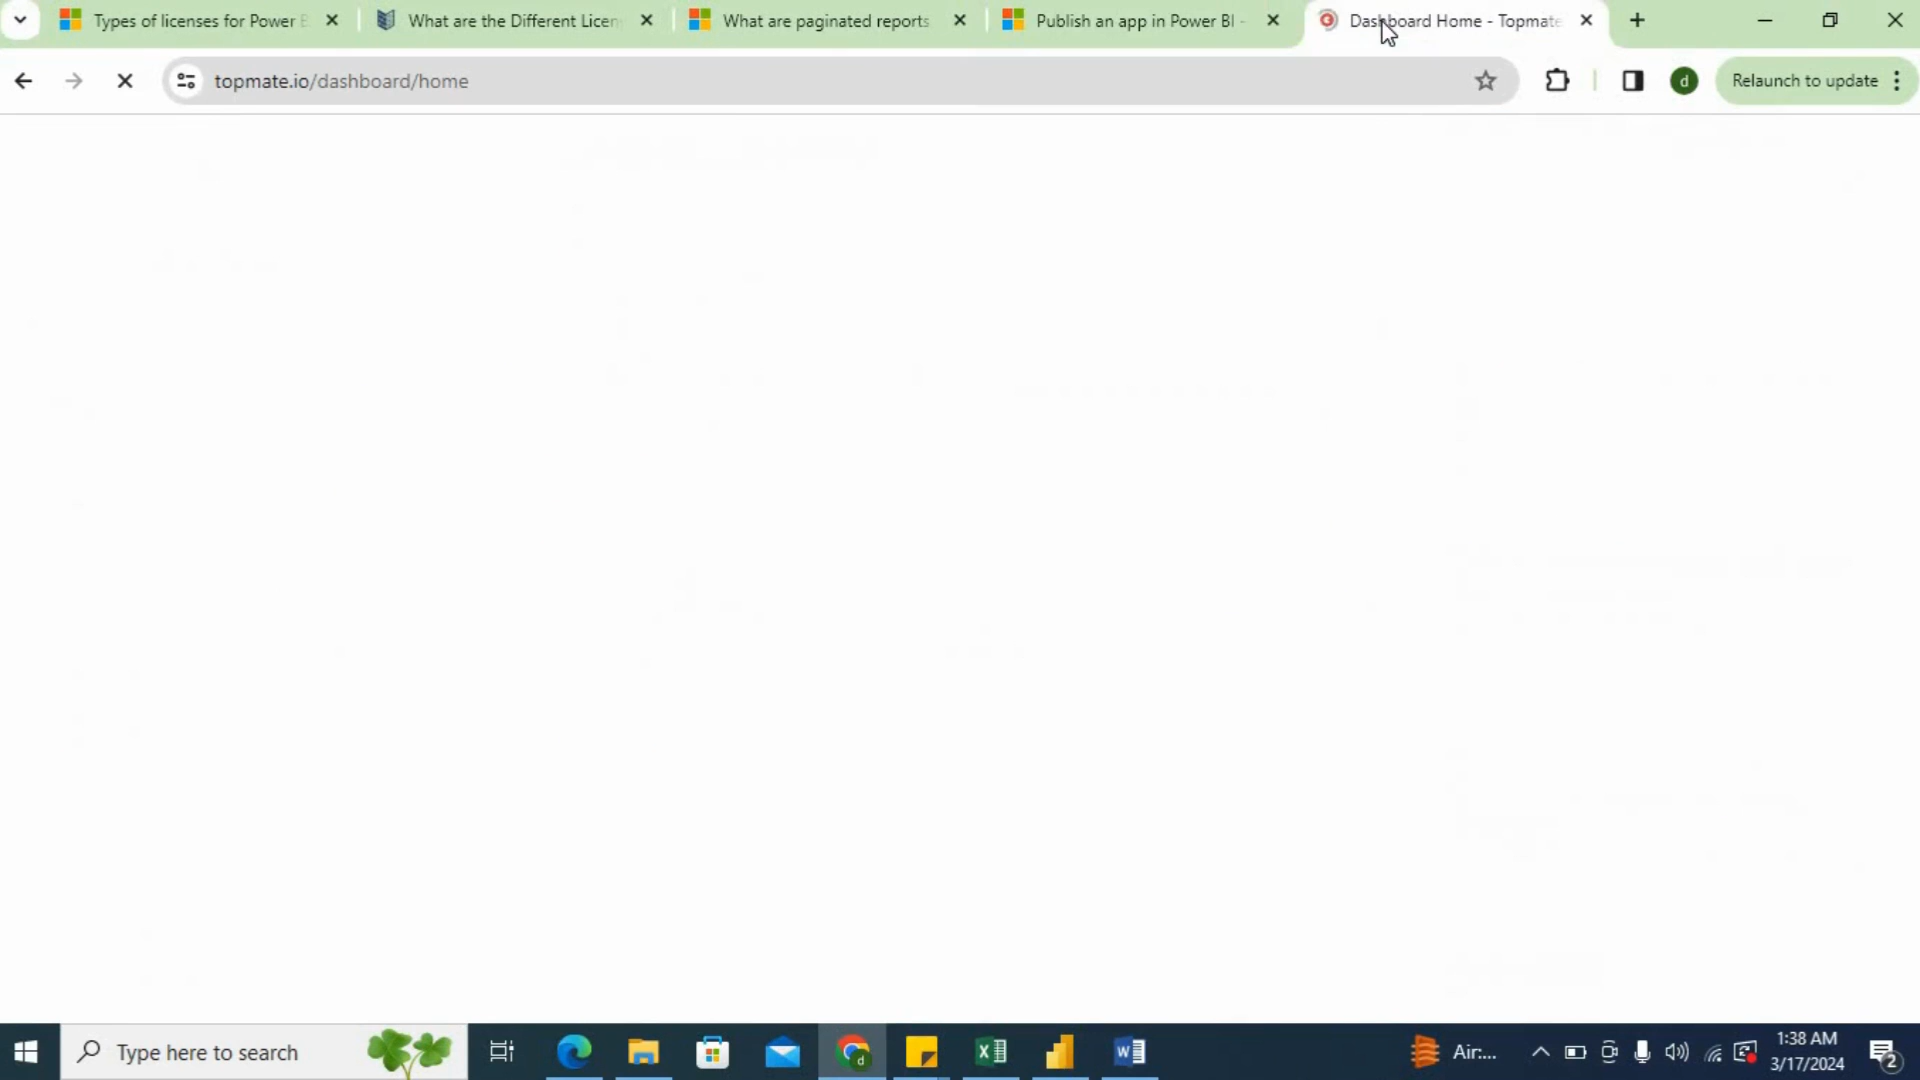 Types of licenses for Power B
What are the Different Licen
What are paginated reports
Publish an app in Power BI -
Dashboard Home - Topmate
topmate.io/dashboard/home
d
Relaunch to update
Type here to search
d
Air:...
1:38 AM
3/17/2024
2